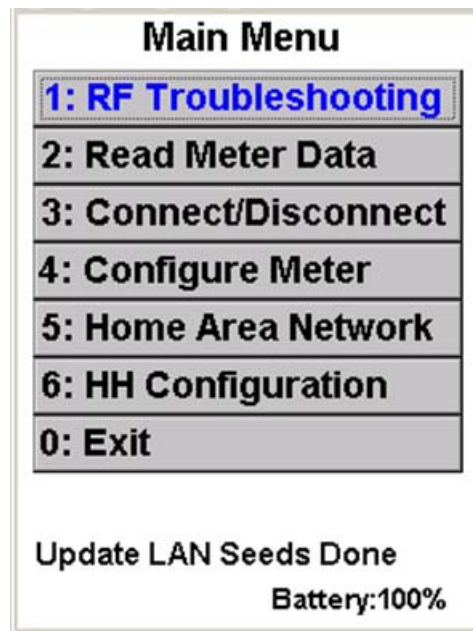 Main Menu
1: RF Troubleshooting
2: Read Meter Data
3: Connect/Disconnect
4: Configure Meter
5: Home Area Network
6: HH Configuration
0: Exit
Update LAN Seeds Done
Battery:100%